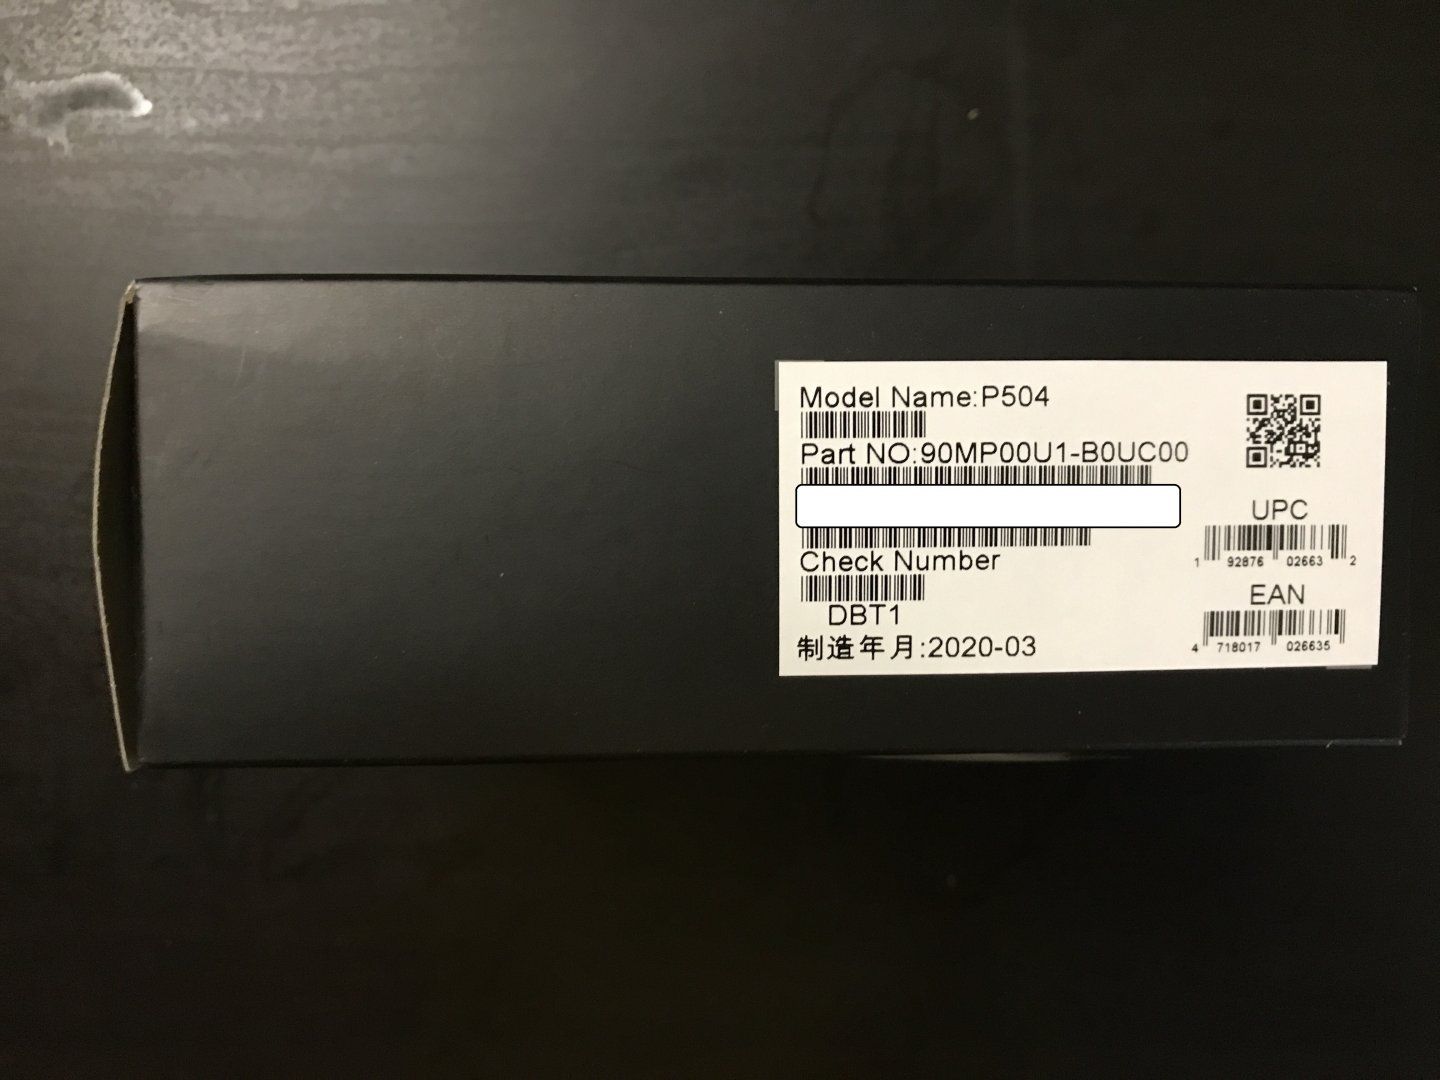 Model Name:P504
Part NO:90MP00U1-B0UC00
Check Number
DBT1
制造年月:2020-03
UPC
1 92876 02663 2
EAN
4 718017 026635